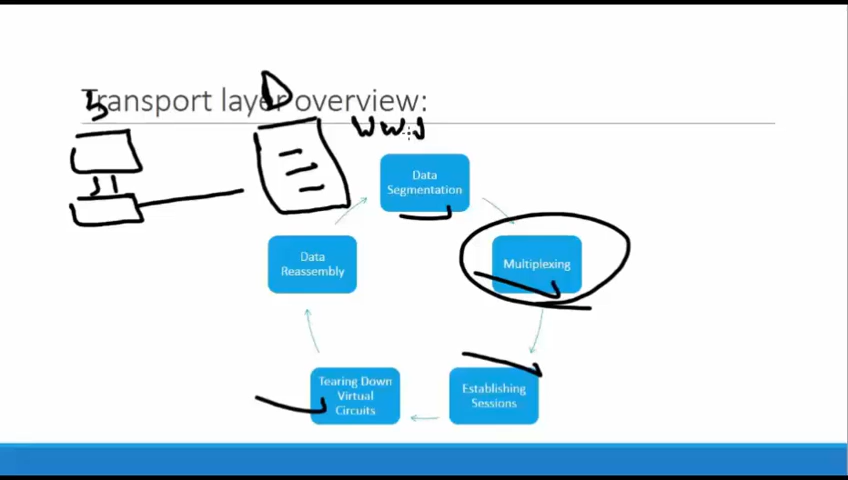 Transport layer overview:
S
D
www
Data
Segmentation
Multiplexing
Establishing
Sessions
Tearing Down
Virtual
Circuits
Data
Reassembly